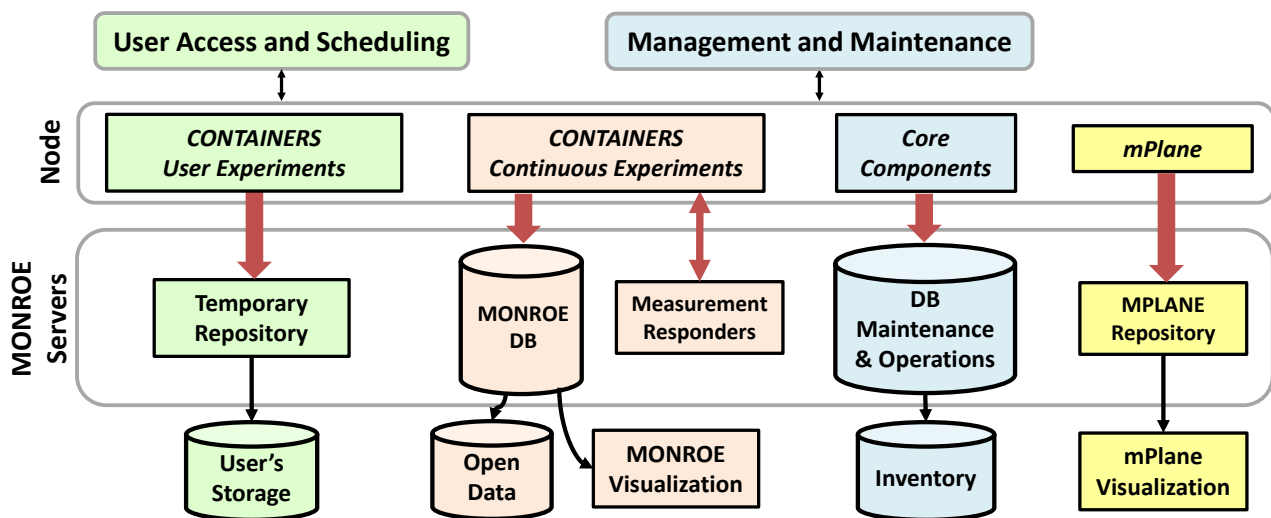 User Access and Scheduling
Management and Maintenance
Node
CONTAINERS
User Experiments
CONTAINERS
Continuous Experiments
Core
Components
mPlane
MONROE
Servers
Temporary
Repository
MONROE
DB
Measurement
Responders
DB
Maintenance
& Operations
MPLANE
Repository
User's
Storage
Open
Data
MONROE
Visualization
Inventory
mPlane
Visualization